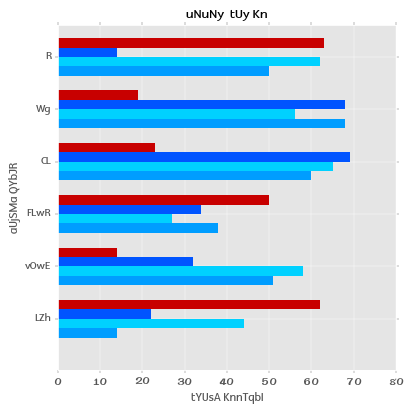 uNuNy tUy Kn
R
Wg
CL
FLwR
vOwE
LZh
aUjSMa QYbJR
0 10 20 30 40 50 60 70 80
tYUsA KnnTqbI